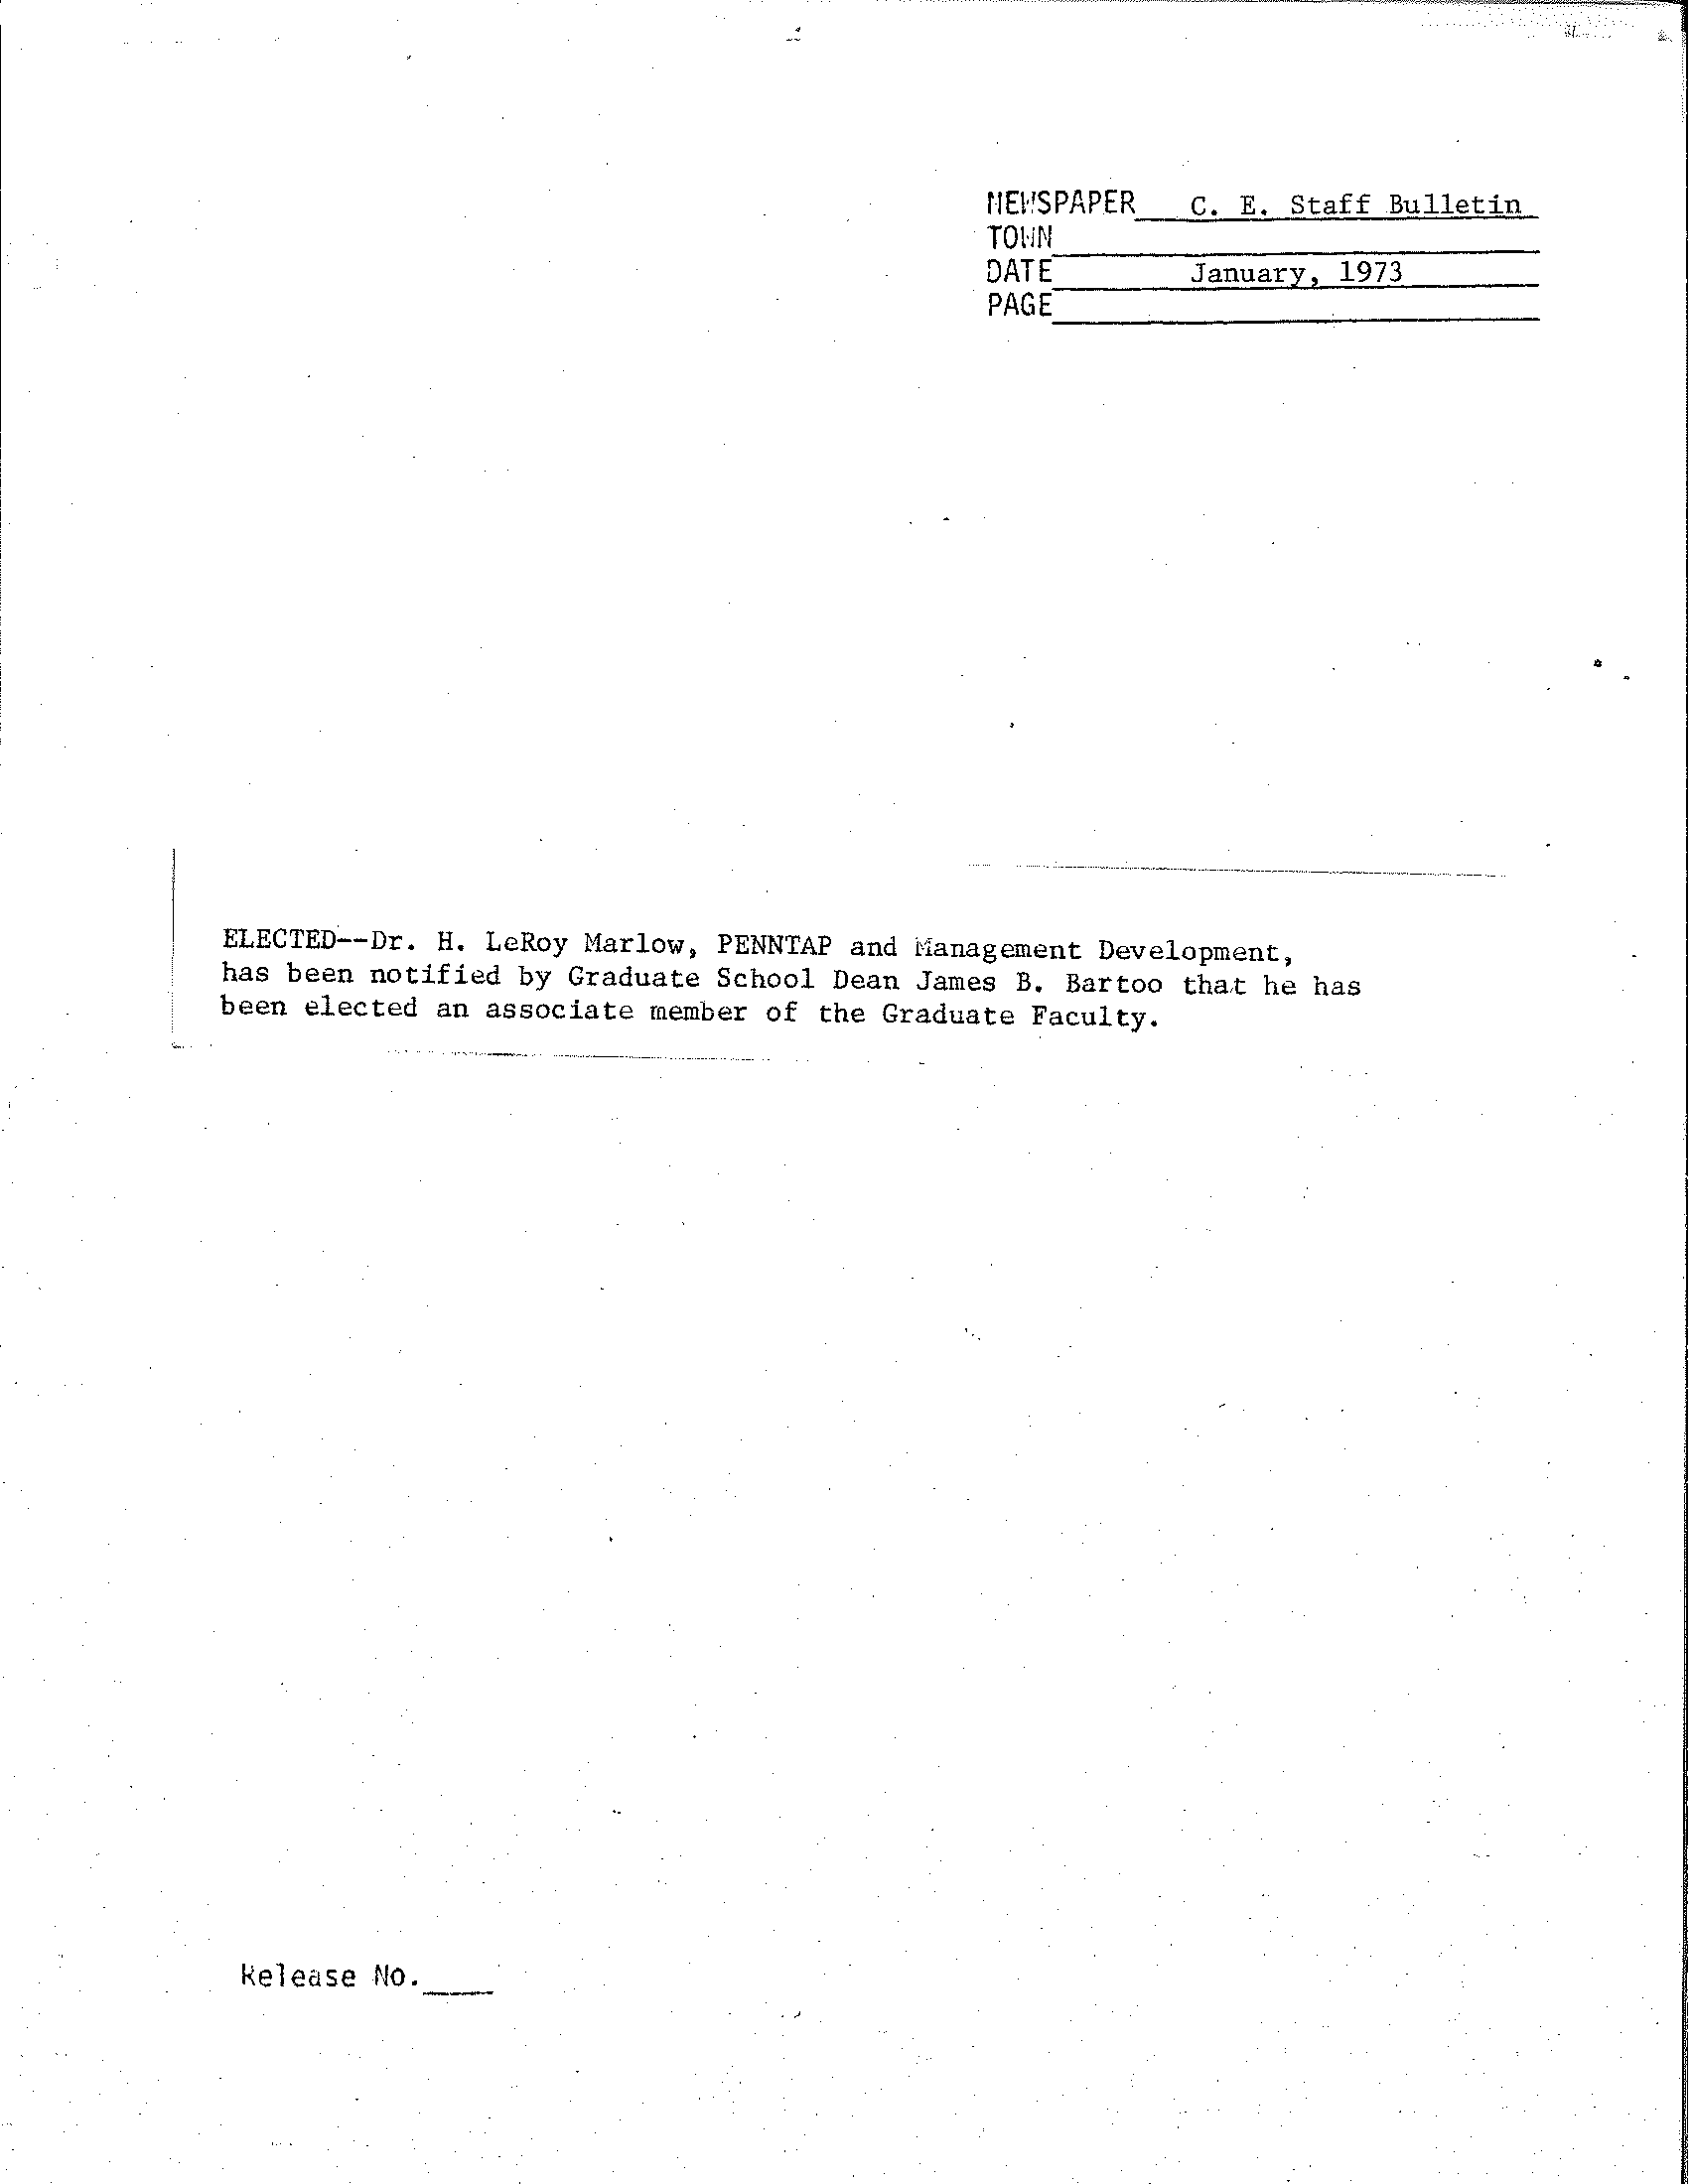 NEWSPAPER C. E. Staff Bulletin
TOWN
DATE January, 1973
PAGE
ELECTED--Dr. H. LeRoy Marlow, PENNTAP and Management Development,
has been notified by Graduate School Dean James B. Bartoo that he has
been elected an associate member of the Graduate Faculty.
Release No.